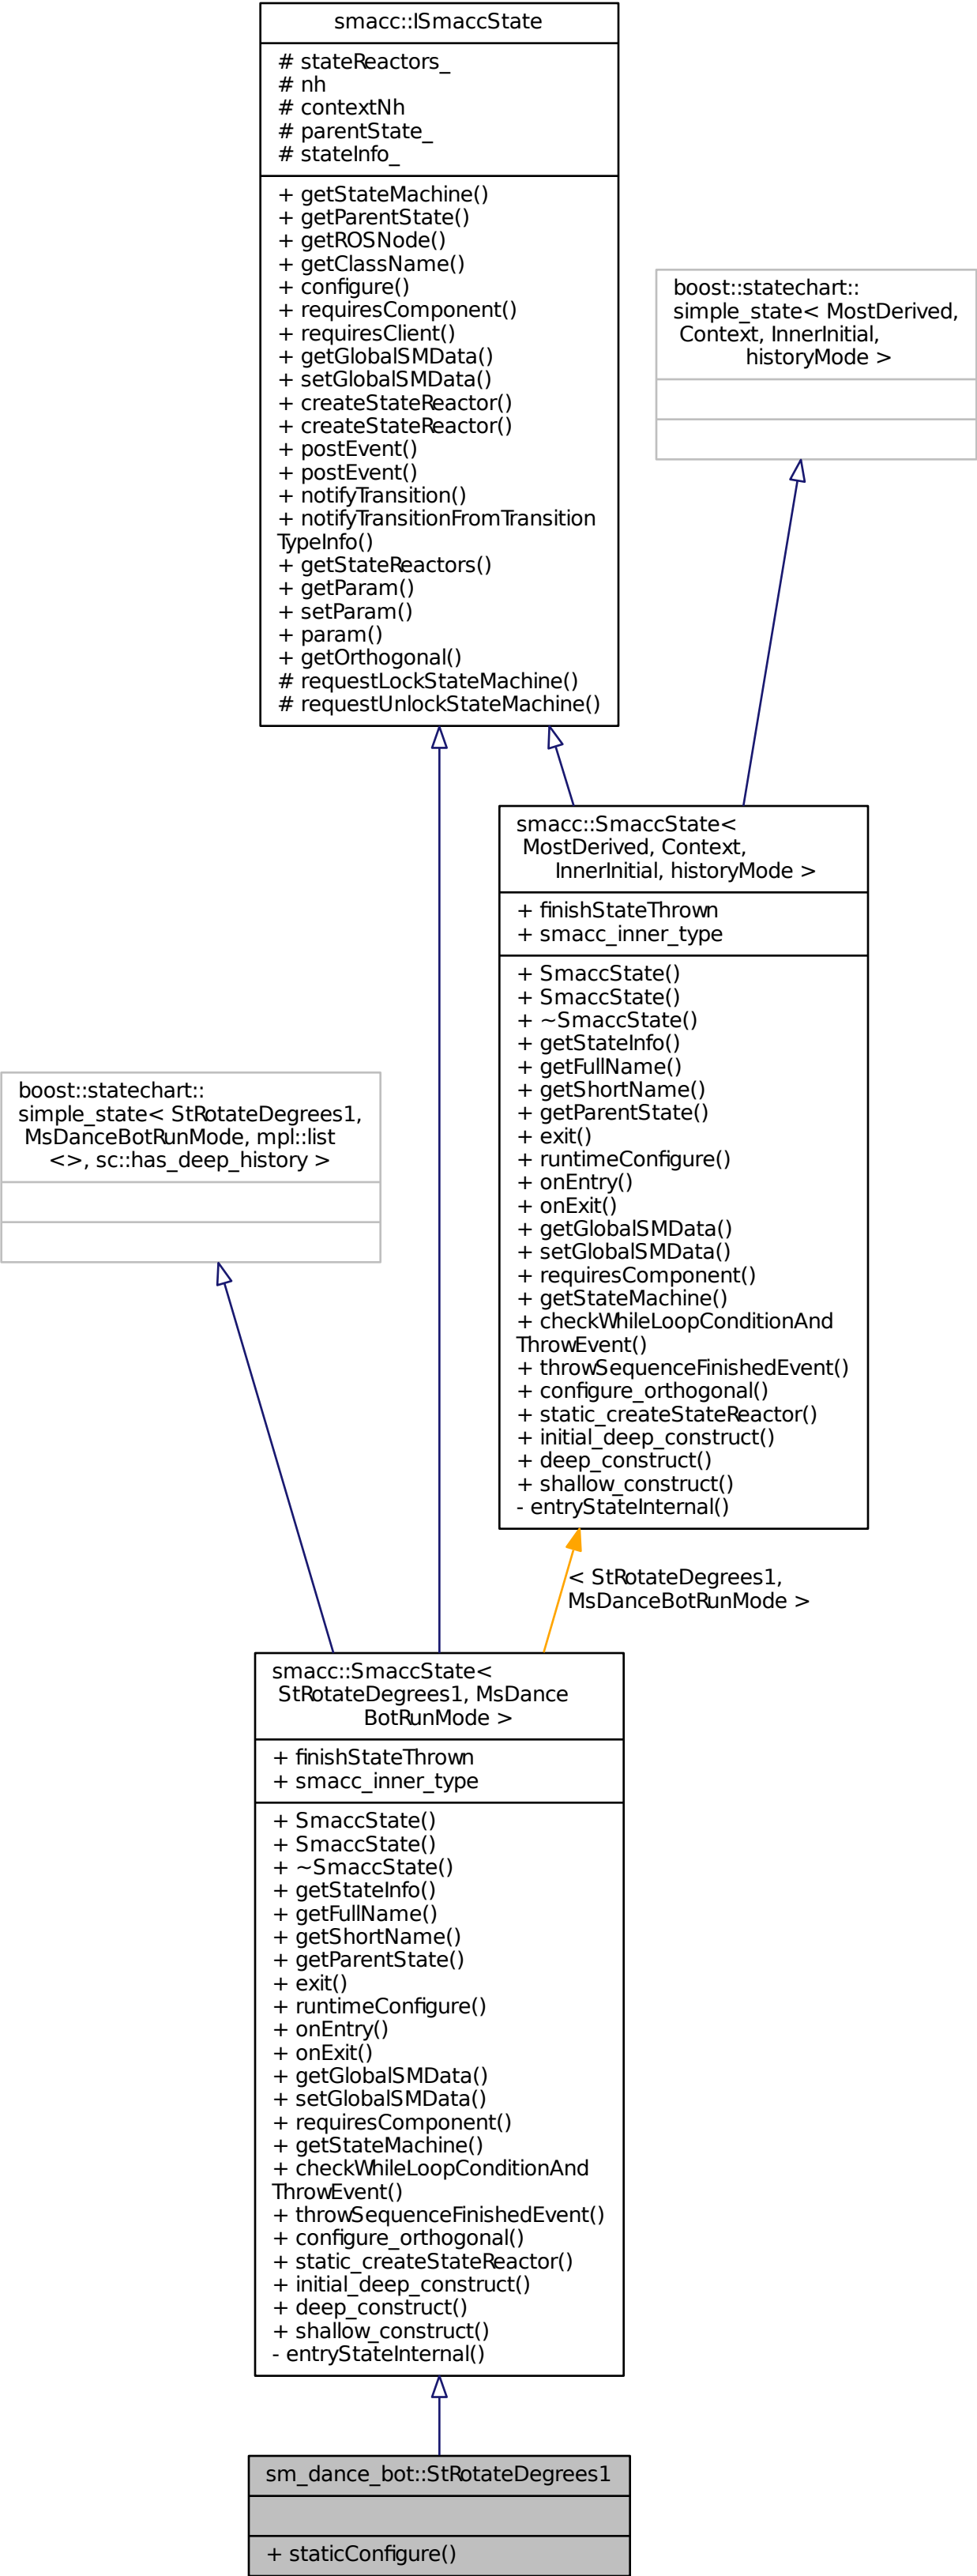 smacc::ISmaccState
# stateReactors_
# nh
# contextNh
# parentState_
# stateInfo_
+ getStateMachine()
+ getParentState()
+ getROSNode()
+ getClassName()
+ configure()
+ requiresComponent()
+ requiresClient()
+ getGlobalSMData()
+ setGlobalSMData()
+ createStateReactor()
+ createStateReactor()
+ postEvent()
+ postEvent()
+ notifyTransition()
+ notifyTransitionFromTransition
TypeInfo()
+ getStateReactors()
+ getParam()
+ setParam()
+ param()
+ getOrthogonal()
# requestLockStateMachine()
# requestUnlockStateMachine()
boost::statechart::
simple_state< MostDerived,
Context, InnerInitial,
historyMode >
smacc::SmaccState<
MostDerived, Context,
InnerInitial, historyMode >
+ finishStateThrown
+ smacc_inner_type
+ SmaccState()
+ SmaccState()
+ ~SmaccState()
+ getStateInfo()
+ getFullName()
+ getShortName()
+ getParentState()
+ exit()
+ runtimeConfigure()
+ onEntry()
+ onExit()
+ getGlobalSMData()
+ setGlobalSMData()
+ requiresComponent()
+ getStateMachine()
+ checkWhileLoopConditionAnd
ThrowEvent()
+ throwSequenceFinishedEvent()
+ configure_orthogonal()
+ static_createStateReactor()
+ initial_deep_construct()
+ deep_construct()
+ shallow_construct()
- entryStateInternal()
boost::statechart::
simple_state< StRotateDegrees1,
MsDanceBotRunMode, mpl::list
<>, sc::has_deep_history >
< StRotateDegrees1,
MsDanceBotRunMode >
smacc::SmaccState<
StRotateDegrees1, MsDance
BotRunMode >
+ finishStateThrown
+ smacc_inner_type
+ SmaccState()
+ SmaccState()
+ ~SmaccState()
+ getStateInfo()
+ getFullName()
+ getShortName()
+ getParentState()
+ exit()
+ runtimeConfigure()
+ onEntry()
+ onExit()
+ getGlobalSMData()
+ setGlobalSMData()
+ requiresComponent()
+ getStateMachine()
+ checkWhileLoopConditionAnd
ThrowEvent()
+ throwSequenceFinishedEvent()
+ configure_orthogonal()
+ static_createStateReactor()
+ initial_deep_construct()
+ deep_construct()
+ shallow_construct()
- entryStateInternal()
sm_dance_bot::StRotateDegrees1
+ staticConfigure()